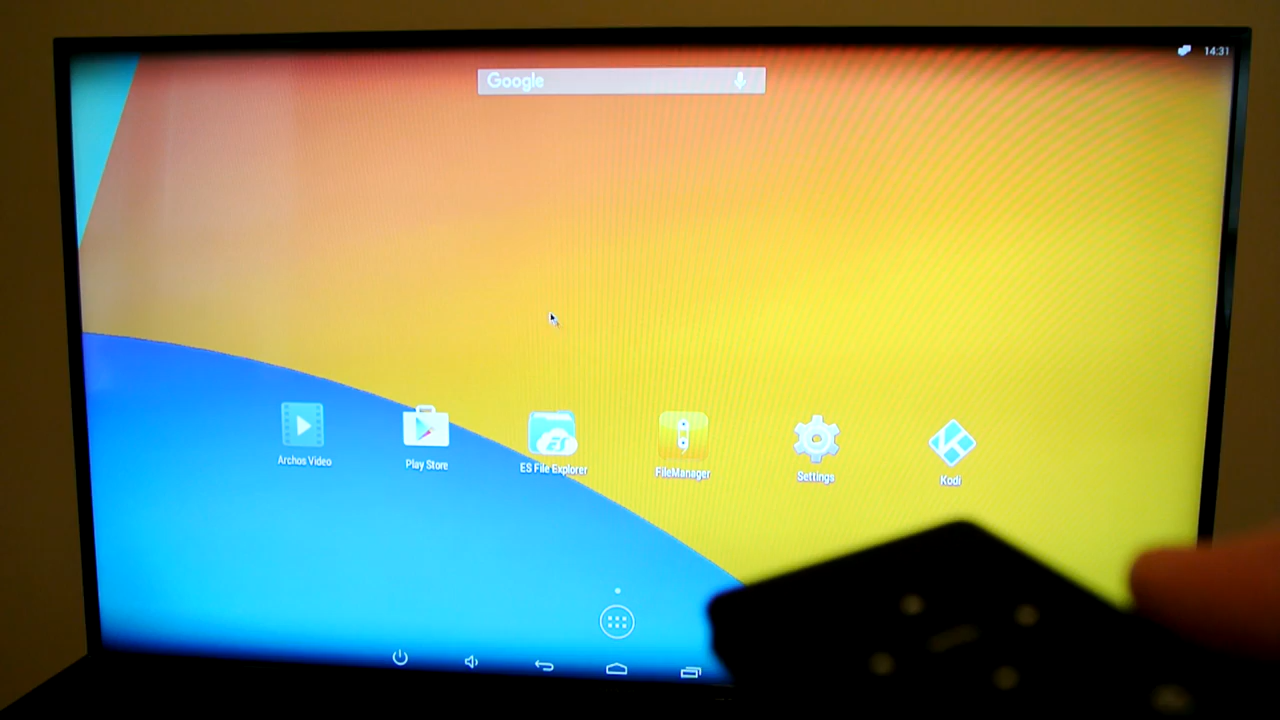 14:31
Google
Archos Video
Play Store
ES File Explorer
FileManager
Settings
Kodi